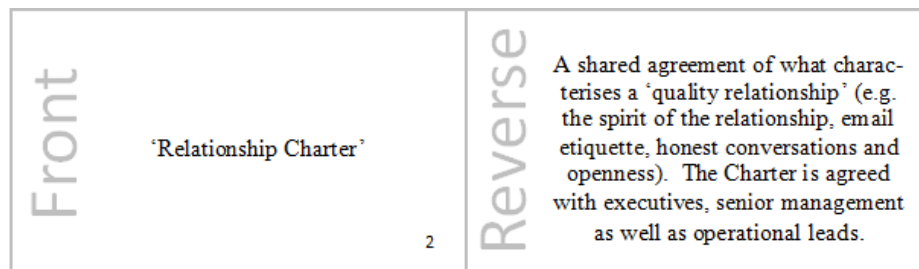 Front
‘Relationship Charter’
2
Reverse
A shared agreement of what charac-
terises a ‘quality relationship’ (e.g.
the spirit of the relationship, email
etiquette, honest conversations and
openness).  The Charter is agreed
with executives, senior management
as well as operational leads.